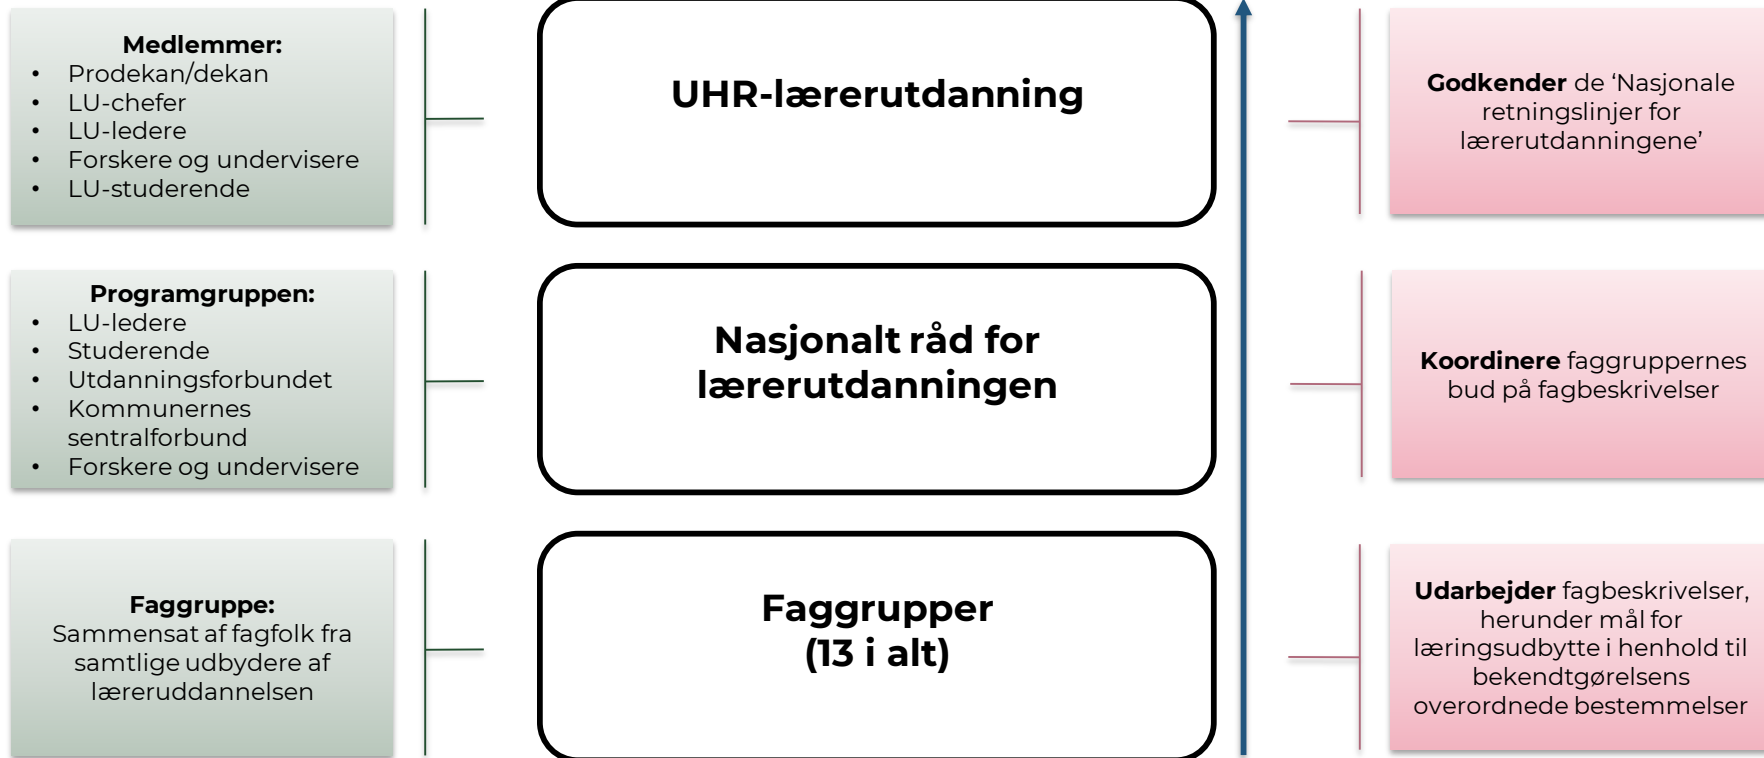 Medlemmer:
• Prodekan/dekan
• LU-chefer
• LU-ledere
• Forskere og undervisere
• LU-studerende
UHR-lærerutdanning
Godkender de ‘Nasjonale
retningslinjer for
lærerutdanningene’
Programgruppen:
• LU-ledere
• Studerende
• Utdanningsforbundet
• Kommunernes
sentralforbund
• Forskere og undervisere
Nasjonalt råd for
lærerutdanningen
Koordinere faggruppernes
bud på fagbeskrivelser
Faggruppe:
Sammensat af fagfolk fra
samtlige udbydere af
læreruddannelsen
Faggrupper
(13 i alt)
Udarbejder fagbeskrivelser,
herunder mål for
læringsudbytte i henhold til
bekendtgørelsens
overordnede bestemmelser